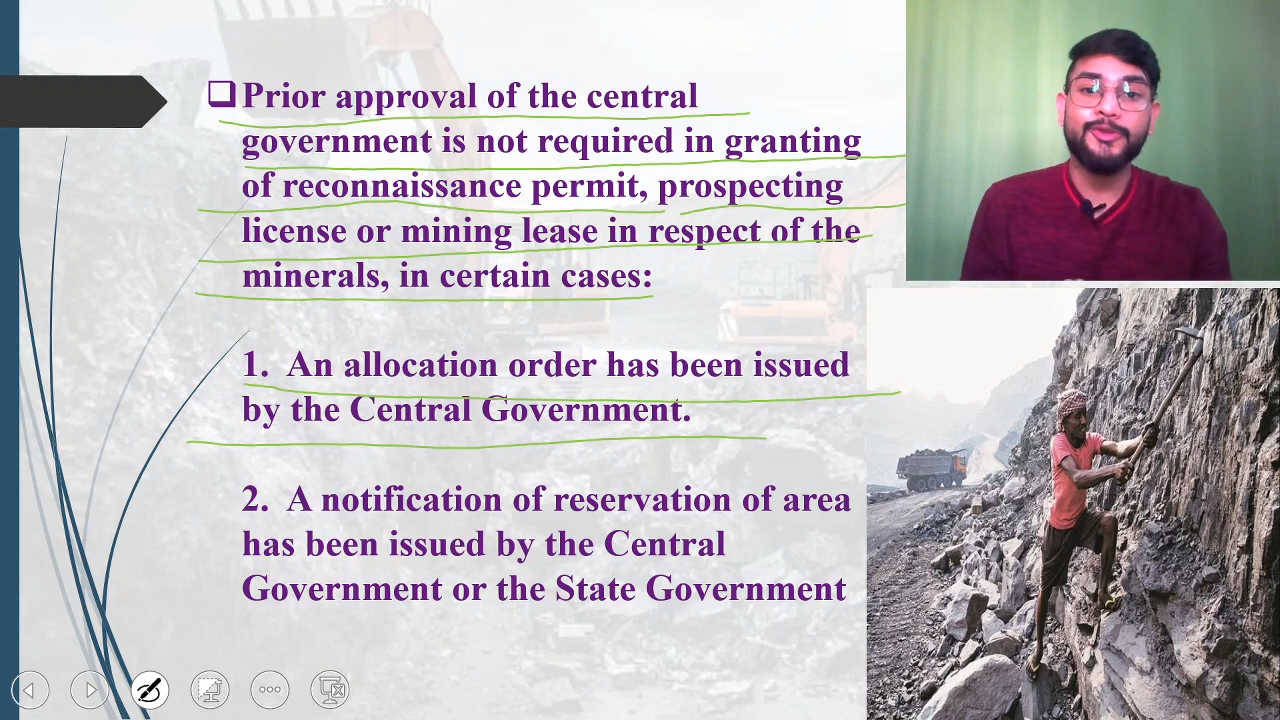 Prior approval of the central
government is not required in granting
of reconnaissance permit, prospecting
license or mining lease in respect of the
minerals, in certain cases:
1. An allocation order has been issued
by the Central Government.
2. A notification of reservation of area
has been issued by the Central
Government or the State Government